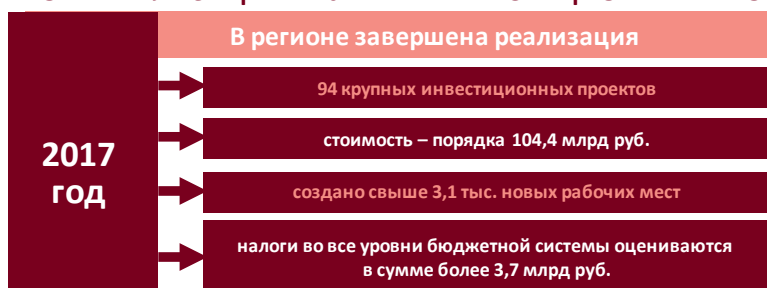 В регионе завершена реализация
94 крупных инвестиционных проектов
стоимость – порядка 104,4 млрд руб.
2017
год
создано свыше 3,1 тыс. новых рабочих мест
налоги во все уровни бюджетной системы оцениваются
в сумме более 3,7 млрд руб.